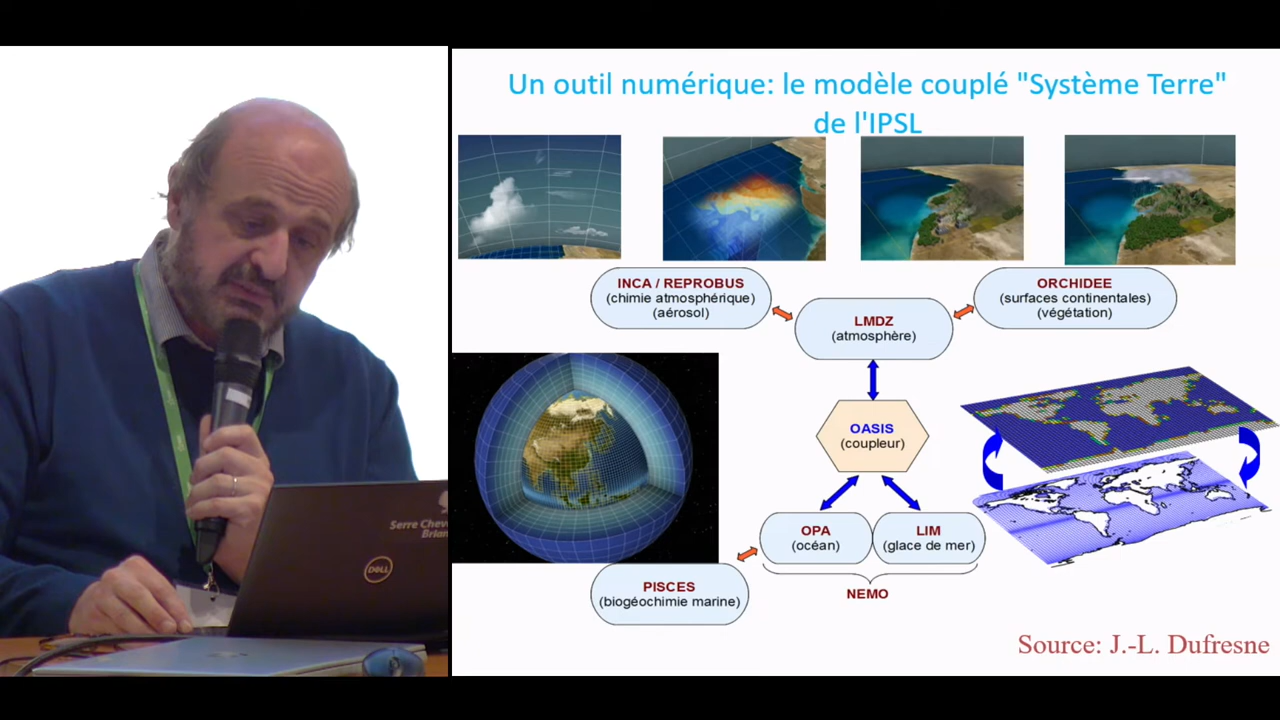 Un outil numérique: le modèle couplé "Système Terre"
de l'IPSL
INCA / REPROBUS
(chimie atmosphérique)
(aérosol)
LMDZ
(atmosphère)
ORCHIDEE
(surfaces continentales)
(végétation)
OASIS
(coupleur)
OPA
(océan)
LIM
(glace de mer)
PISCES
(biogéochimie marine)
NEMO
Source: J.-L. Dufresne
Serre Chev
Brian
DELL